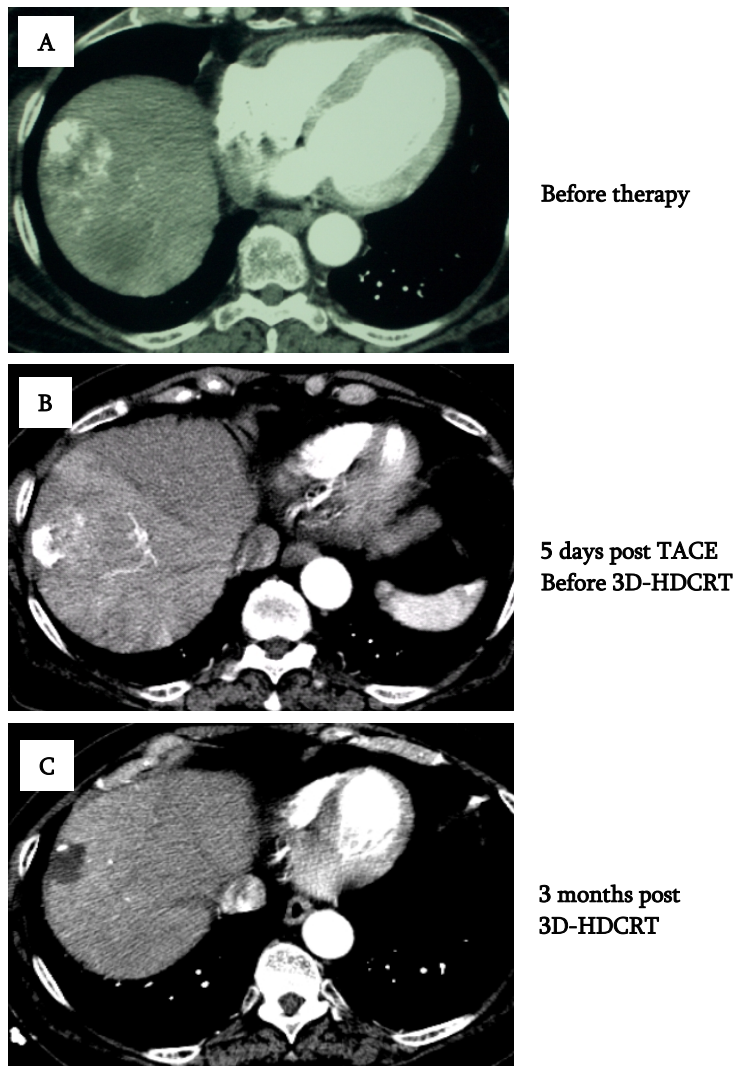 A
Before therapy
B
5 days post TACE
Before 3D-HDCRT
C
3 months post
3D-HDCRT